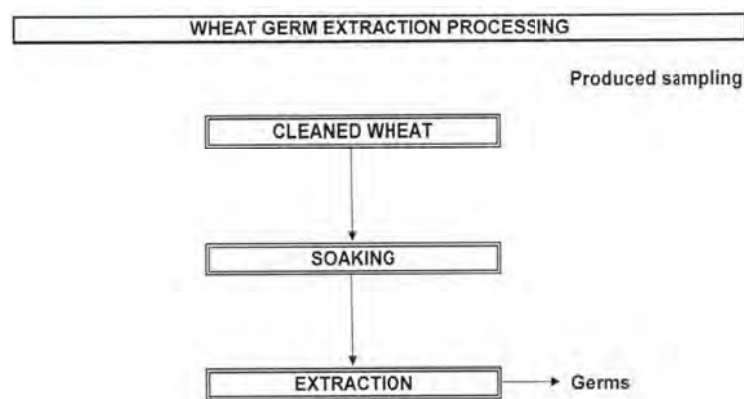 WHEAT GERM EXTRACTION PROCESSING
Produced sampling
CLEANED WHEAT
SOAKING
EXTRACTION
Germs